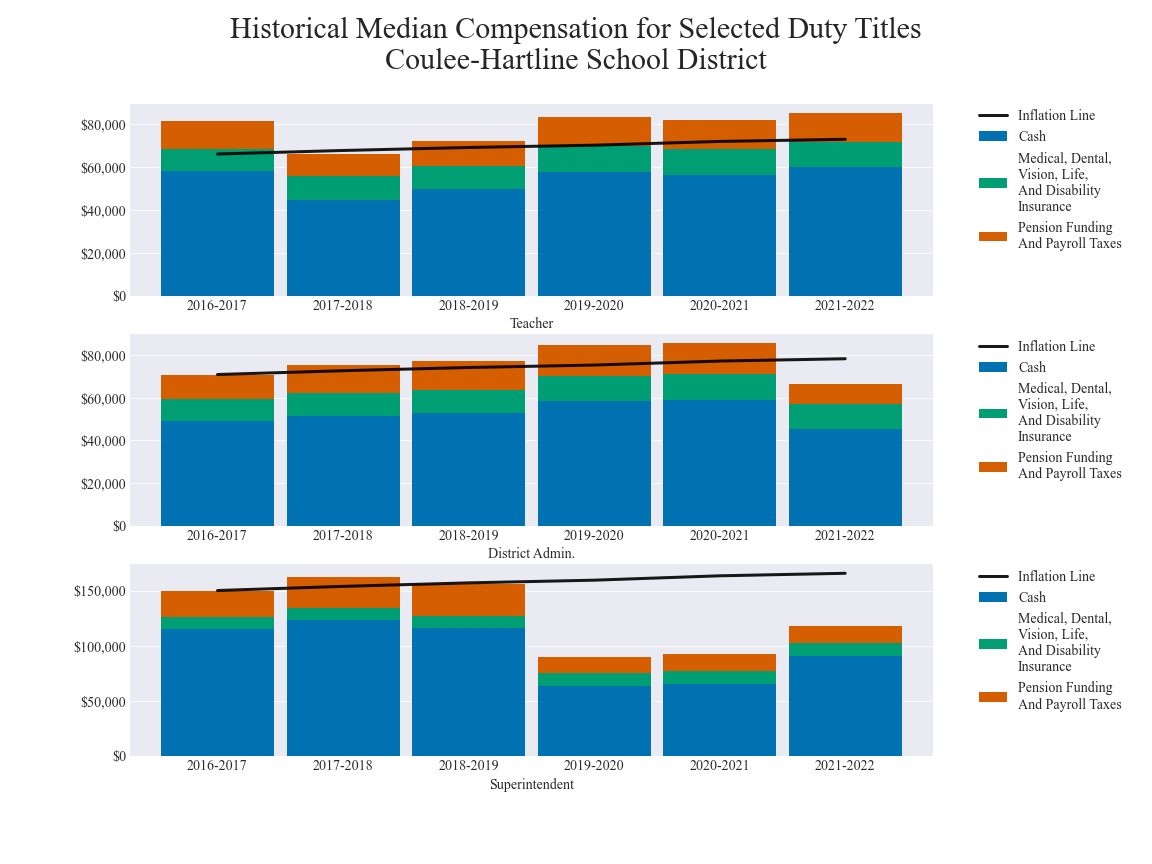 Historical Median Compensation for Selected Duty Titles
Coulee-Hartline School District
$80,000
$60,000
$40,000
$20,000
$0
2016-2017
2017-2018
2018-2019
2019-2020
2020-2021
2021-2022
Teacher
Inflation Line
Cash
Medical, Dental,
Vision, Life,
And Disability
Insurance
Pension Funding
And Payroll Taxes
$80,000
$60,000
$40,000
$20,000
$0
2016-2017
2017-2018
2018-2019
2019-2020
2020-2021
2021-2022
District Admin.
Inflation Line
Cash
Medical, Dental,
Vision, Life,
And Disability
Insurance
Pension Funding
And Payroll Taxes
$150,000
$100,000
$50,000
$0
2016-2017
2017-2018
2018-2019
2019-2020
2020-2021
2021-2022
Superintendent
Inflation Line
Cash
Medical, Dental,
Vision, Life,
And Disability
Insurance
Pension Funding
And Payroll Taxes